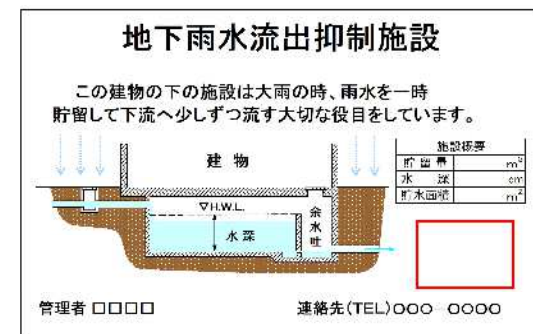 地下雨水流出抑制施設
この建物の下の施設は大雨の時、雨水を一時
貯留して下流へ少しずつ流す大切な役目をしています。
建物
施設概要
貯留量 m³
水深 cm
貯水面積 m²
▽H.W.L.
余水吐
水深
管理者 □□□□
連絡先(TEL)○○○ ○○○○